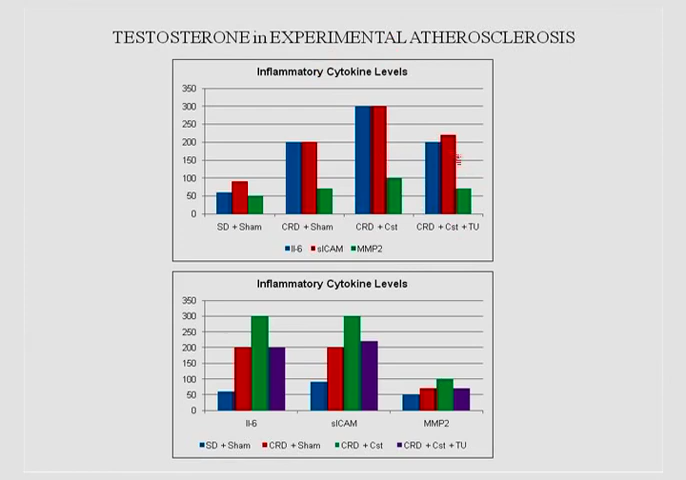 TESTOSTERONE in EXPERIMENTAL ATHEROSCLEROSIS
Inflammatory Cytokine Levels
350
300
250
200
150
100
50
0
SD + Sham CRD + Sham CRD + Cst CRD + Cst + TU
Il-6 sICAM MMP2
Inflammatory Cytokine Levels
350
300
250
200
150
100
50
0
Il-6 sICAM MMP2
SD + Sham CRD + Sham CRD + Cst CRD + Cst + TU